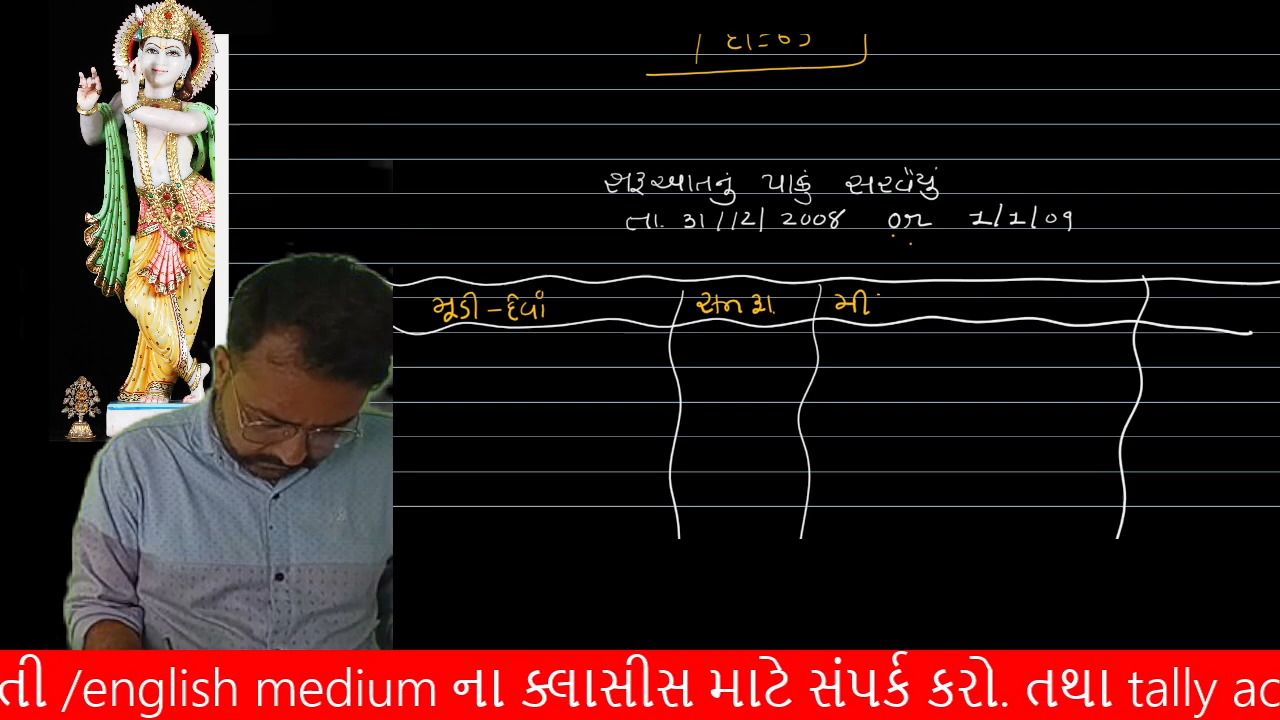 શરૂઆતનું પાકું સરવૈયું
તા. 31/12/2008 or 1/1/09
મૂડી - દેવાં રકમ રૂા. મી
તી /english medium ના ક્લાસીસ માટે સંપર્ક કરો. તથા tally ac